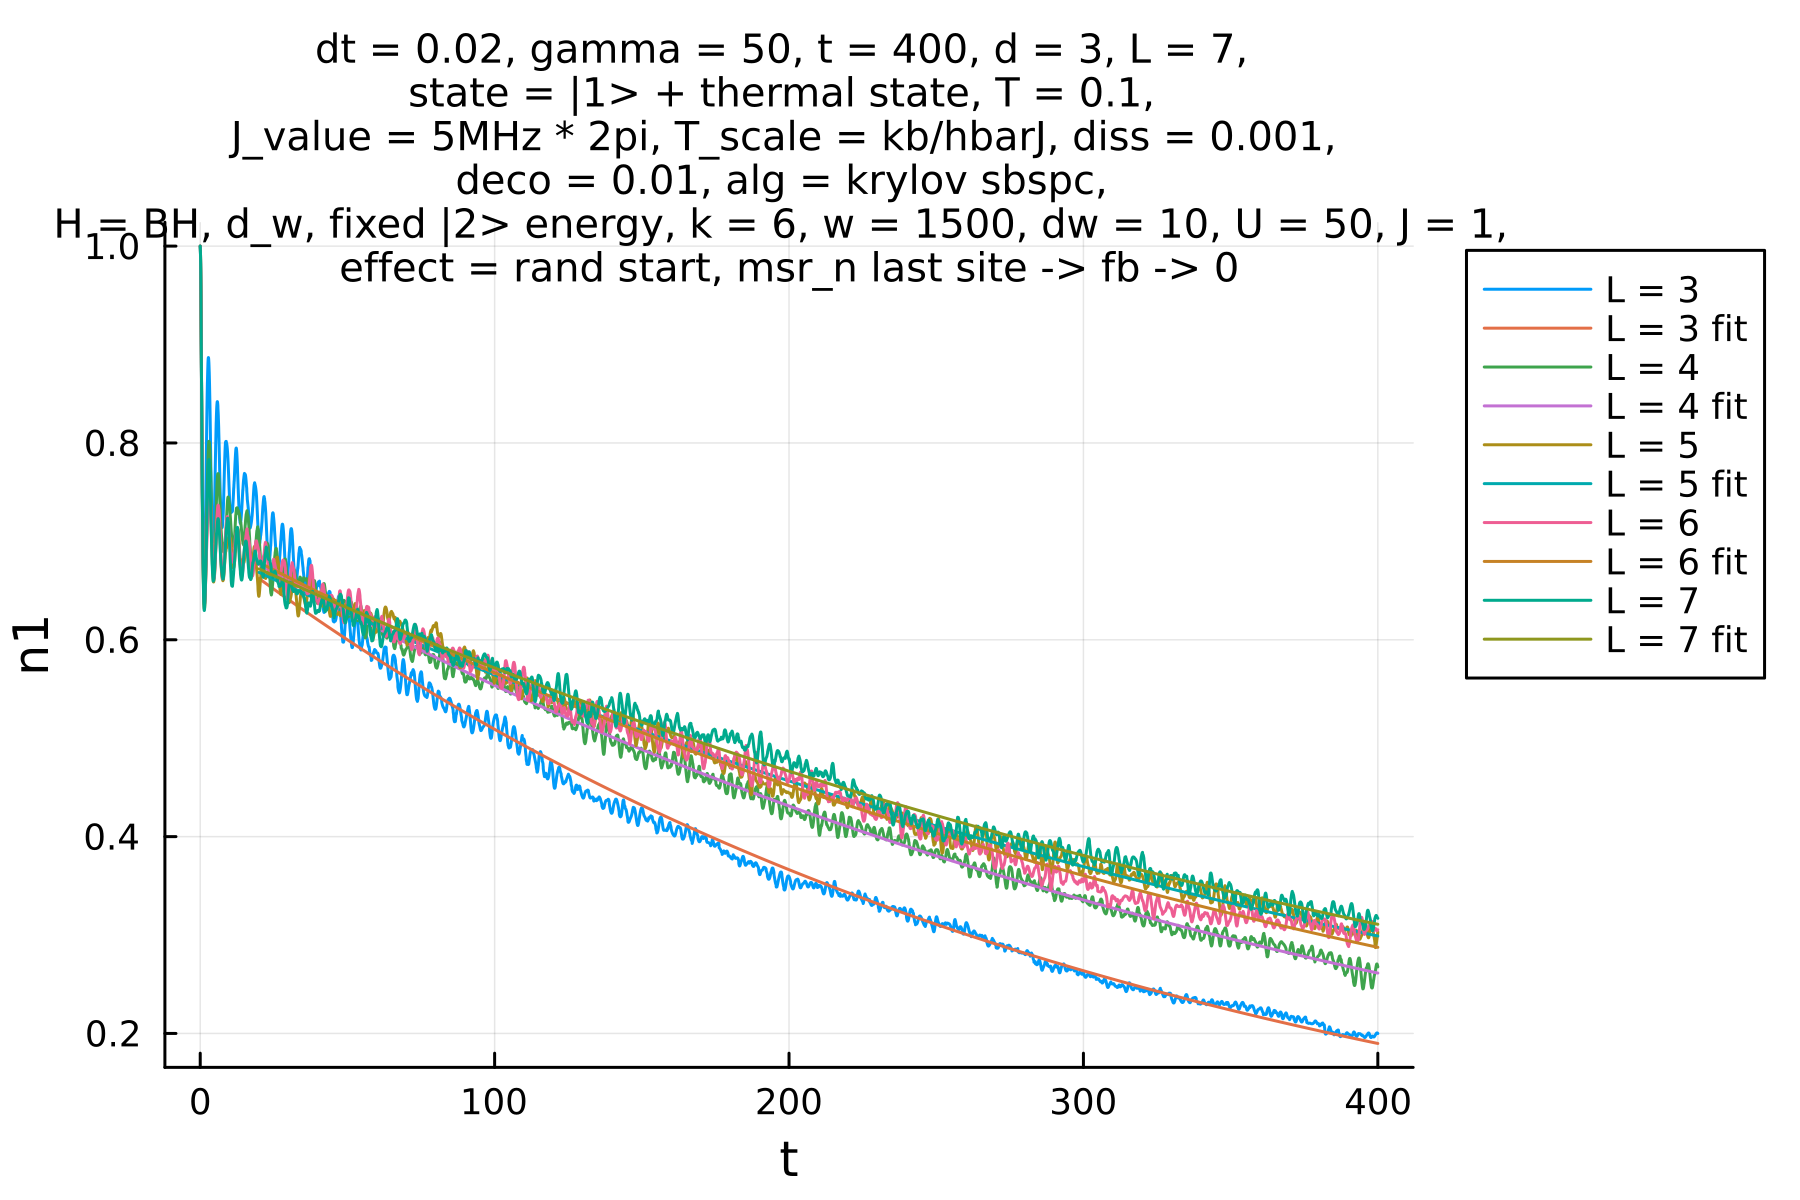 dt = 0.02, gamma = 50, t = 400, d = 3, L = 7,
state = |1> + thermal state, T = 0.1,
J_value = 5MHz * 2pi, T_scale = kb/hbarJ, diss = 0.001,
deco = 0.01, alg = krylov sbspc,
H = BH, d_w, fixed |2> energy, k = 6, w = 1500, dw = 10, U = 50, J = 1,
effect = rand start, msr_n last site -> fb -> 0
1.0
0.8
0.6
0.4
0.2
n1
0 100 200 300 400
t
L = 3
L = 3 fit
L = 4
L = 4 fit
L = 5
L = 5 fit
L = 6
L = 6 fit
L = 7
L = 7 fit